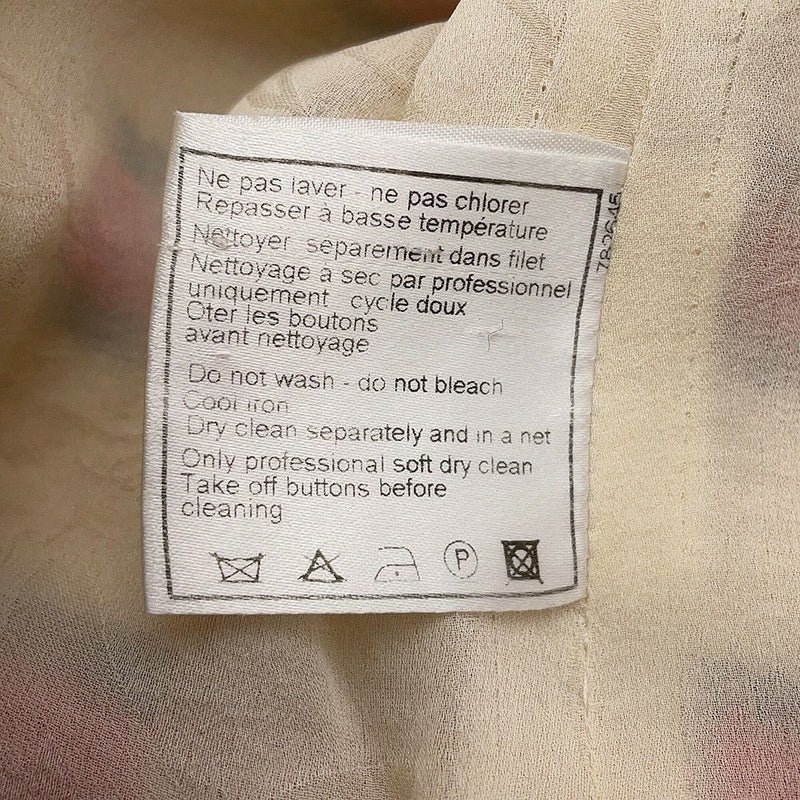 Ne pas laver - ne pas chlorer
Repasser à basse température
Nettoyer separement dans filet
Nettoyage a sec par professionnel
uniquement cycle doux
Oter les boutons
avant nettoyage
Do not wash - do not bleach
Cool iron
Dry clean separately and in a net
Only professional soft dry clean
Take off buttons before
cleaning
P
782645